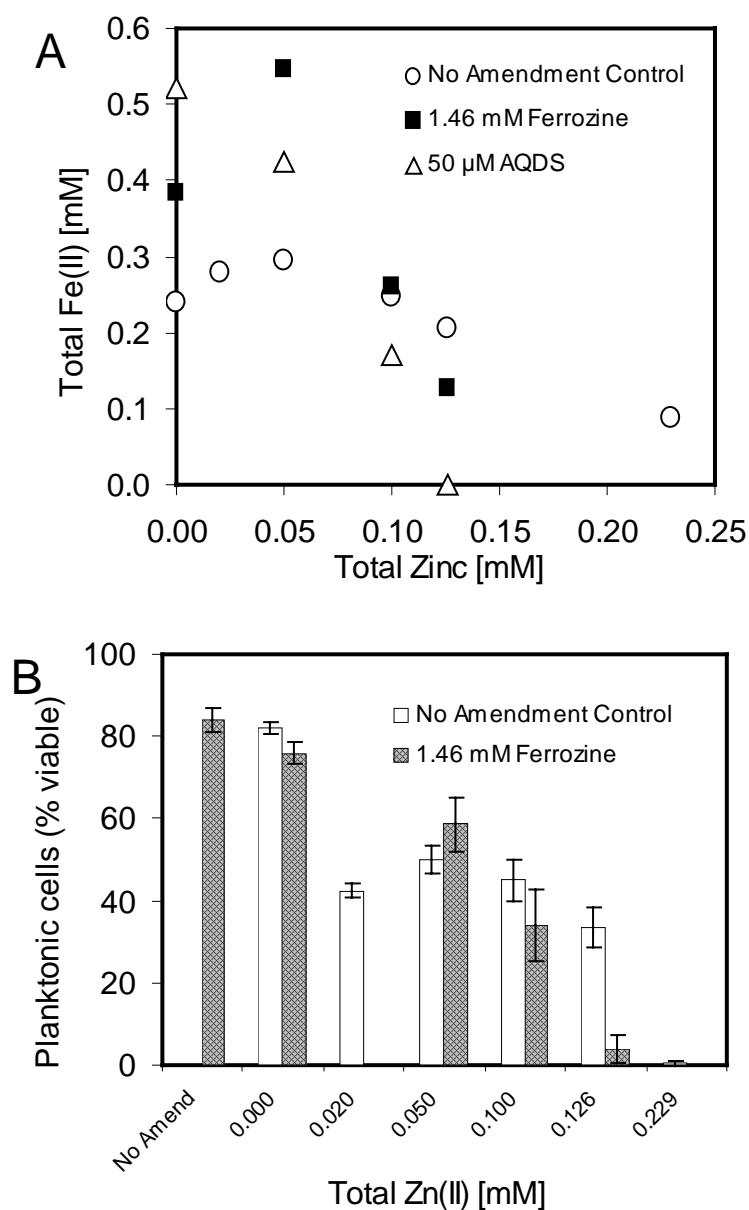 A
0.6
0.5
0.4
0.3
0.2
0.1
0.0
Total Fe(II) [mM]
No Amendment Control
1.46 mM Ferrozine
50 µM AQDS
0.00 0.05 0.10 0.15 0.20 0.25
Total Zinc [mM]
B
100
80
60
40
20
0
Planktonic cells (% viable)
No Amendment Control
1.46 mM Ferrozine
No Amend 0.000 0.020 0.050 0.100 0.126 0.229
Total Zn(II) [mM]